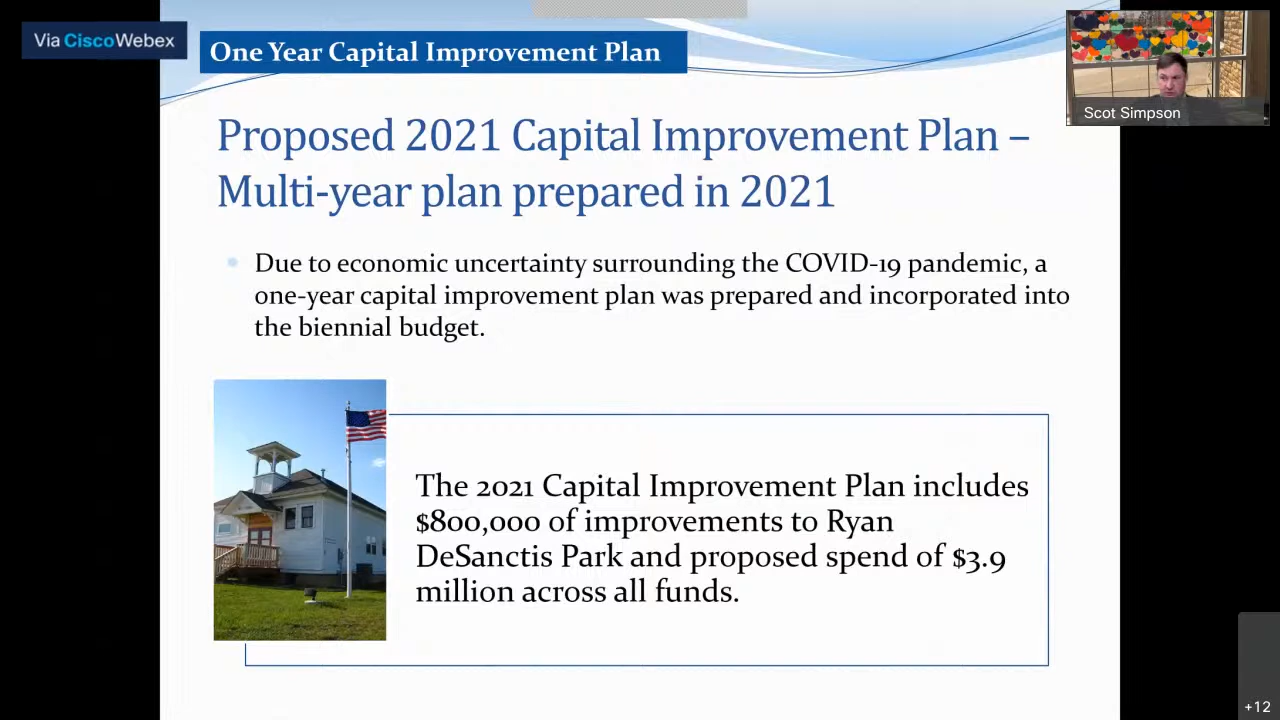 Via CiscoWebex
One Year Capital Improvement Plan
Scot Simpson
Proposed 2021 Capital Improvement Plan –
Multi-year plan prepared in 2021
Due to economic uncertainty surrounding the COVID-19 pandemic, a
one-year capital improvement plan was prepared and incorporated into
the biennial budget.
The 2021 Capital Improvement Plan includes
$800,000 of improvements to Ryan
DeSanctis Park and proposed spend of $3.9
million across all funds.
+12